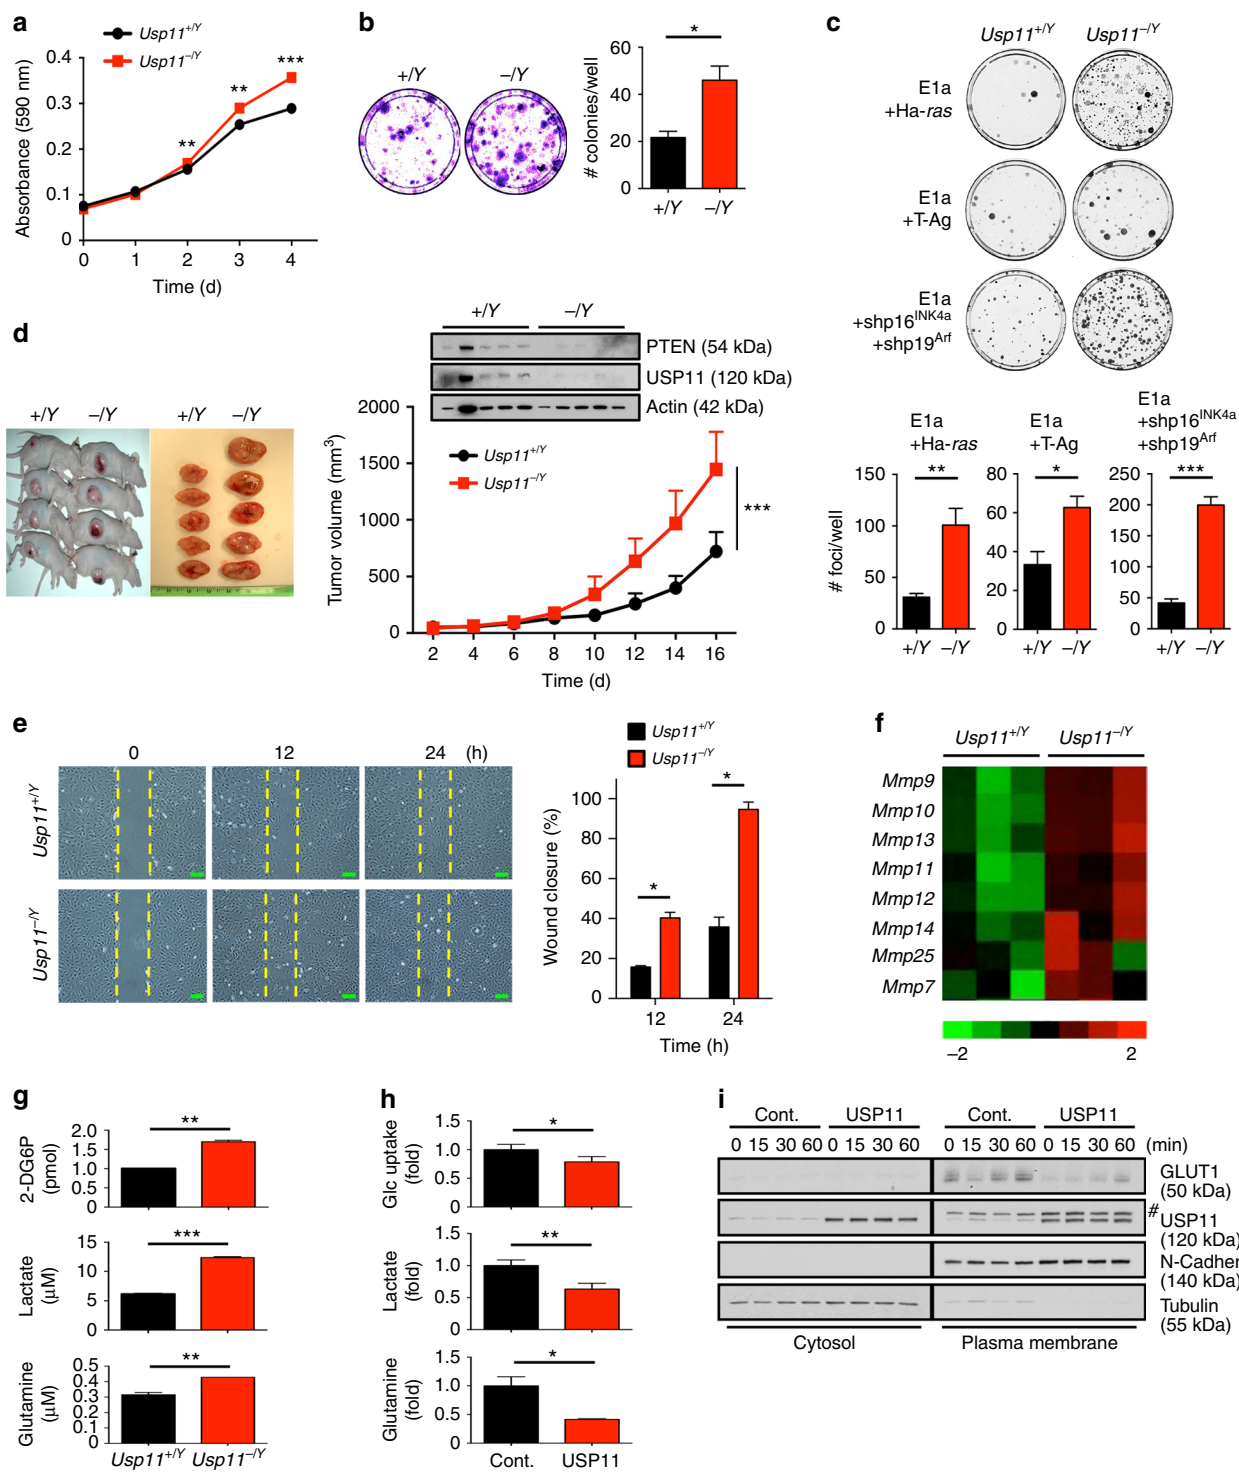 a
Usp11+/Y
Usp11–/Y
Absorbance (590 nm)
0.4
0.3
0.2
0.1
0
** ** ***
0 1 2 3 4
Time (d)
b
+/Y –/Y
# colonies/well
60
40
20
0
*
+/Y –/Y
c
Usp11+/Y Usp11–/Y
E1a
+Ha-ras
E1a
+T-Ag
E1a
+shp16INK4a
+shp19Arf
E1a
+Ha-ras
E1a
+T-Ag
E1a
+shp16INK4a
+shp19Arf
# foci/well
150
100
50
0
**
+/Y –/Y
80
60
40
20
0
*
+/Y –/Y
250
200
150
100
50
0
***
+/Y –/Y
d
+/Y –/Y +/Y –/Y
+/Y –/Y
PTEN (54 kDa)
USP11 (120 kDa)
Actin (42 kDa)
Usp11+/Y
Usp11–/Y
Tumor volume (mm3)
2000
1500
1000
500
0
***
2 4 6 8 10 12 14 16
Time (d)
e
0 12 24 (h)
Usp11+/Y
Usp11–/Y
Usp11+/Y
Usp11–/Y
Wound closure (%)
100
80
60
40
20
0
* *
12 24
Time (h)
f
Usp11+/Y Usp11–/Y
Mmp9
Mmp10
Mmp13
Mmp11
Mmp12
Mmp14
Mmp25
Mmp7
–2 2
g
2-DG6P
(pmol)
2.0
1.5
1.0
0.5
0
**
Lactate
(μM)
15
10
5
0
***
Glutamine
(μM)
0.5
0.4
0.3
0.2
0.1
0
**
Usp11+/Y Usp11–/Y
h
Glc uptake
(fold)
1.5
1.0
0.5
0
*
Lactate
(fold)
1.5
1.0
0.5
0
**
Glutamine
(fold)
1.5
1.0
0.5
0
*
Cont. USP11
i
Cont. USP11 Cont. USP11
0 15 30 60 0 15 30 60 0 15 30 60 0 15 30 60 (min)
GLUT1
(50 kDa)
#
USP11
(120 kDa)
N-Cadher
(140 kDa)
Tubulin
(55 kDa)
Cytosol Plasma membrane